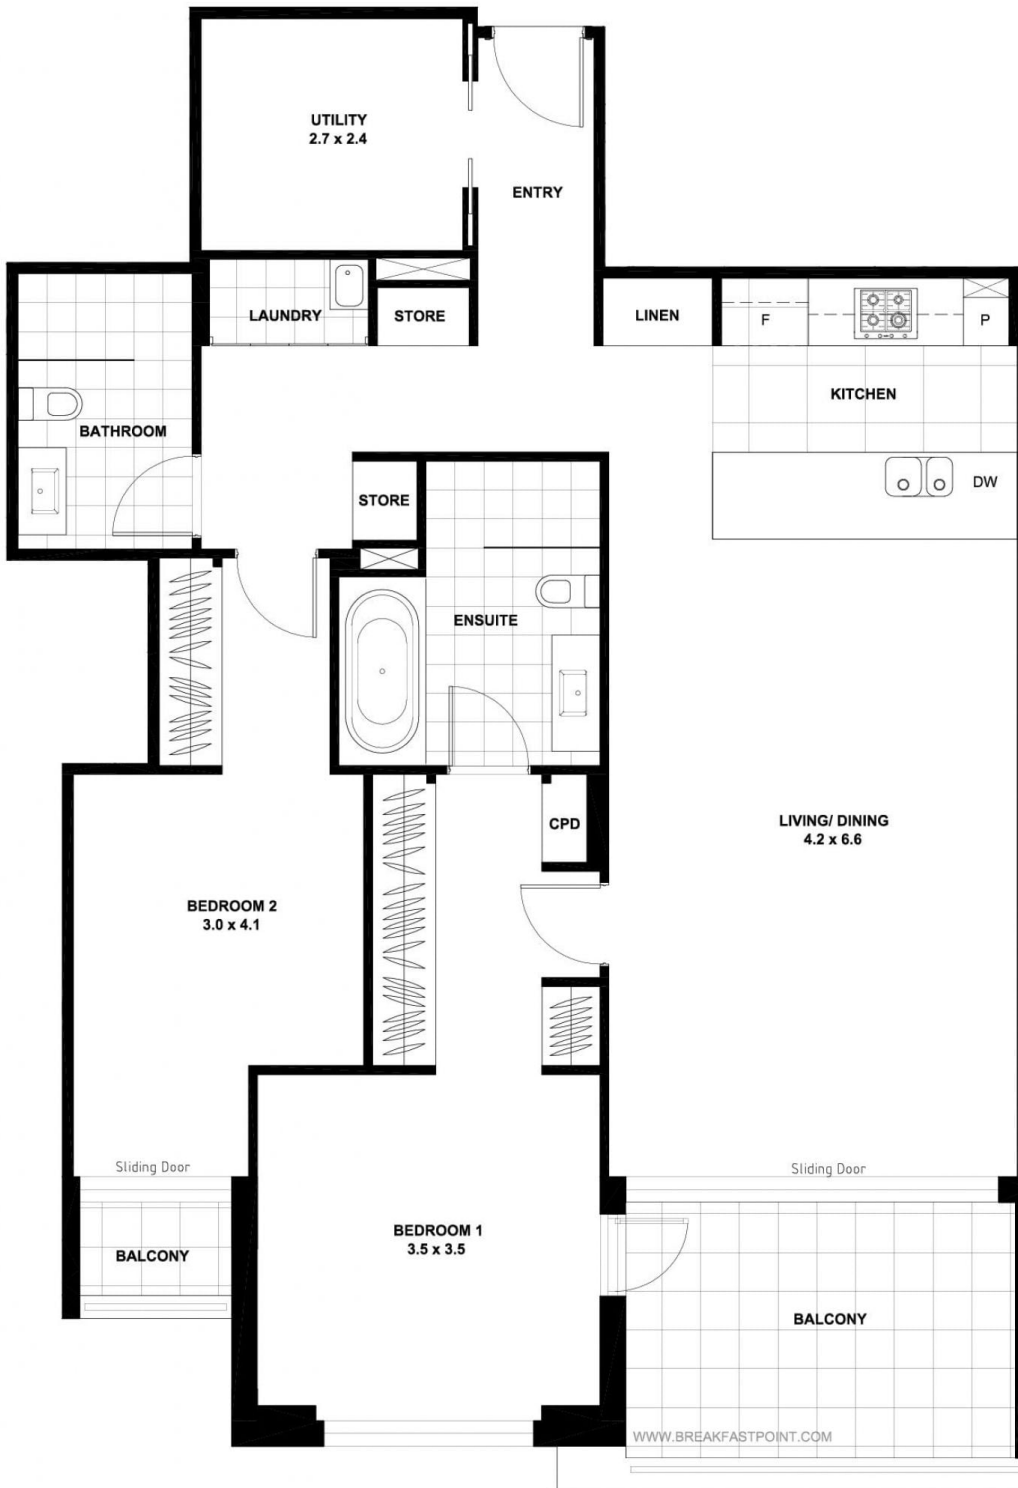 UTILITY
2.7 x 2.4
ENTRY
LAUNDRY
STORE
LINEN
F
P
KITCHEN
BATHROOM
STORE
DW
ENSUITE
CPD
LIVING/ DINING
4.2 x 6.6
BEDROOM 2
3.0 x 4.1
Sliding Door
Sliding Door
BEDROOM 1
3.5 x 3.5
BALCONY
BALCONY
WWW.BREAKFASTPOINT.COM